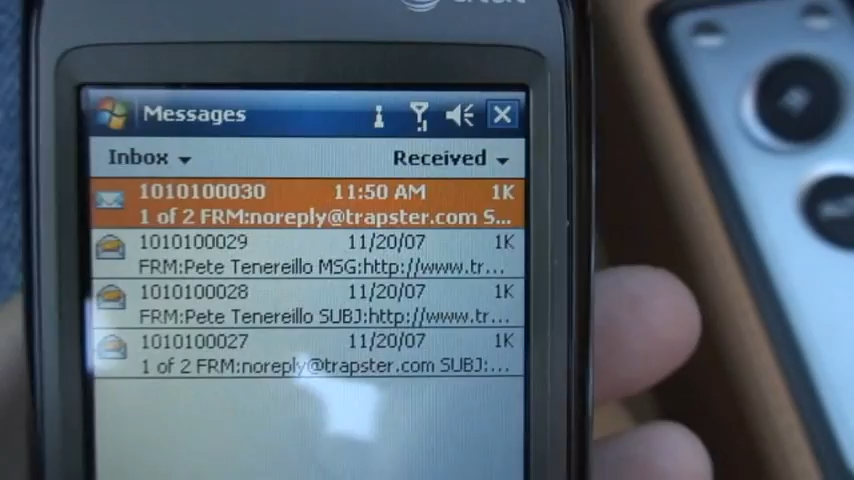 at&t
Messages
Inbox
Received
1010100030 11:50 AM 1K
1 of 2 FRM:noreply@trapster.com S...
1010100029 11/20/07 1K
FRM:Pete Tenereillo MSG:http://www.tr...
1010100028 11/20/07 1K
FRM:Pete Tenereillo SUBJ:http://www.tr...
1010100027 11/20/07 1K
1 of 2 FRM:noreply@trapster.com SUBJ:...